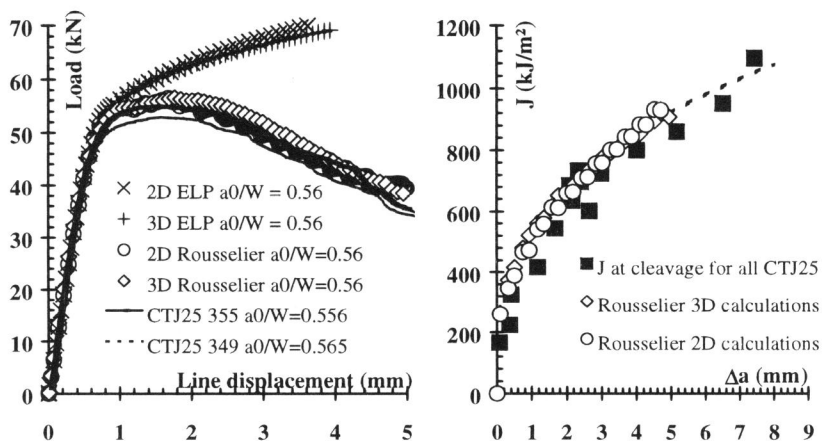 Load (kN)
70
60
50
40
30
20
10
0
2D ELP a0/W = 0.56
3D ELP a0/W = 0.56
2D Rousselier a0/W=0.56
3D Rousselier a0/W=0.56
CTJ25 355 a0/W=0.556
CTJ25 349 a0/W=0.565
Line displacement (mm)
0 1 2 3 4 5
J (kJ/m²)
1200
1000
800
600
400
200
0
J at cleavage for all CTJ25
Rousselier 3D calculations
Rousselier 2D calculations
Δa (mm)
0 1 2 3 4 5 6 7 8 9